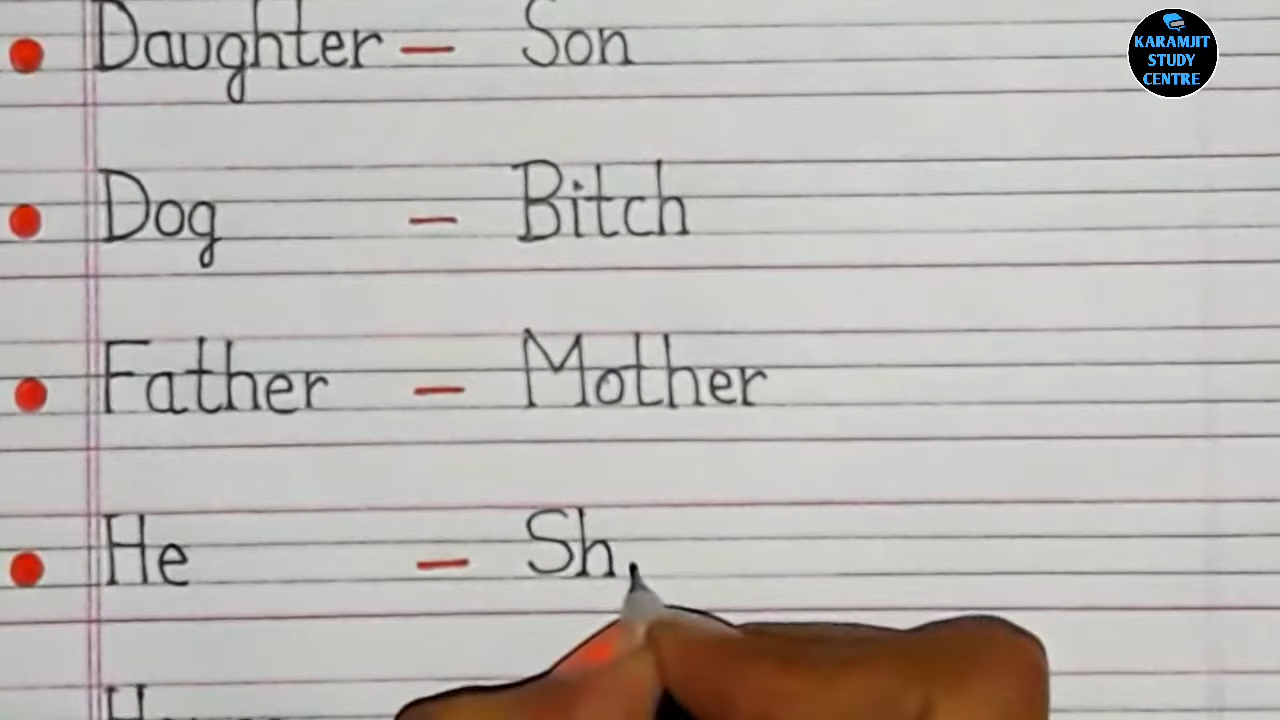 Daughter – Son
KARAMJIT
STUDY
CENTRE
Dog – Bitch
Father – Mother
He – Sh